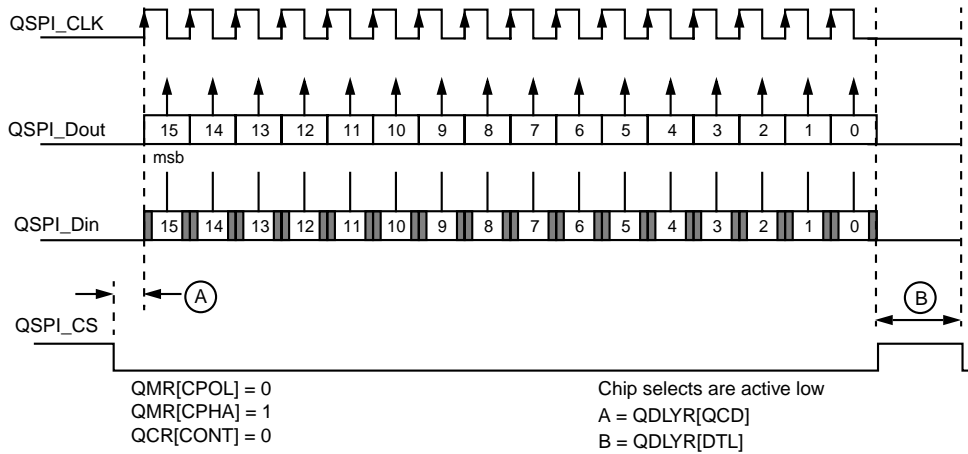 QSPI_CLK
QSPI_Dout
15 14 13 12 11 10 9 8 7 6 5 4 3 2 1 0
msb
QSPI_Din
15 14 13 12 11 10 9 8 7 6 5 4 3 2 1 0
A
B
QSPI_CS
QMR[CPOL] = 0
QMR[CPHA] = 1
QCR[CONT] = 0
Chip selects are active low
A = QDLYR[QCD]
B = QDLYR[DTL]